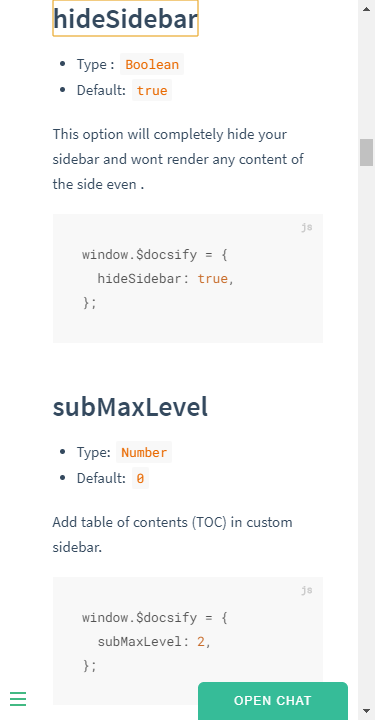 hideSidebar
Type : Boolean
Default: true
This option will completely hide your
sidebar and wont render any content of
the side even .
js
window.$docsify = {
hideSidebar: true,
};
subMaxLevel
Type: Number
Default: 0
Add table of contents (TOC) in custom
sidebar.
js
window.$docsify = {
subMaxLevel: 2,
};
OPEN CHAT